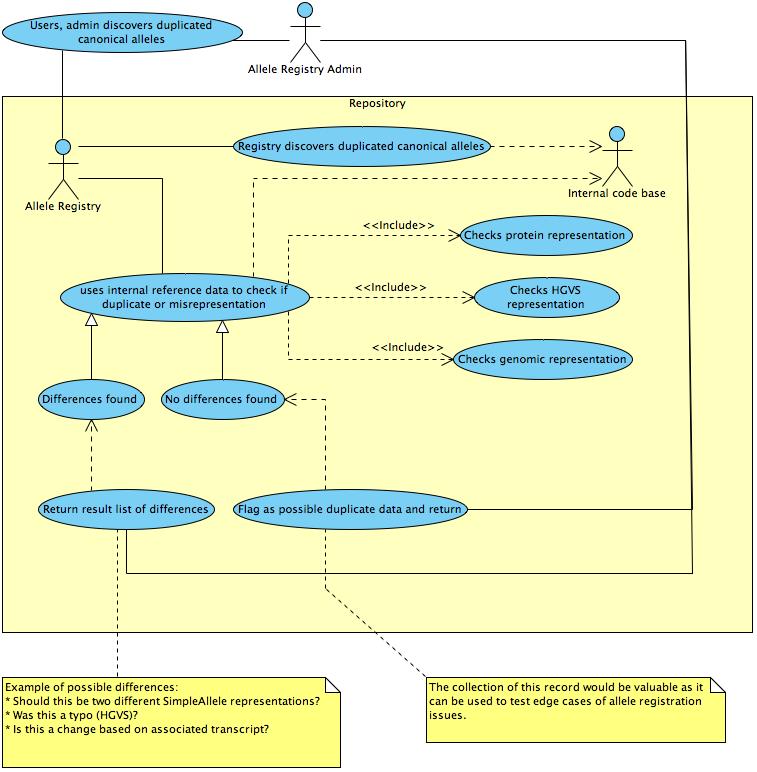 Users, admin discovers duplicated
canonical alleles
Allele Registry Admin
Repository
Registry discovers duplicated canonical alleles
Allele Registry
Internal code base
<<Include>>
Checks protein representation
uses internal reference data to check if
duplicate or misrepresentation
<<Include>>
Checks HGVS
representation
<<Include>>
Checks genomic representation
Differences found
No differences found
Return result list of differences
Flag as possible duplicate data and return
Example of possible differences:
* Should this be two different SimpleAllele representations?
* Was this a typo (HGVS)?
* Is this a change based on associated transcript?
The collection of this record would be valuable as it
can be used to test edge cases of allele registration
issues.